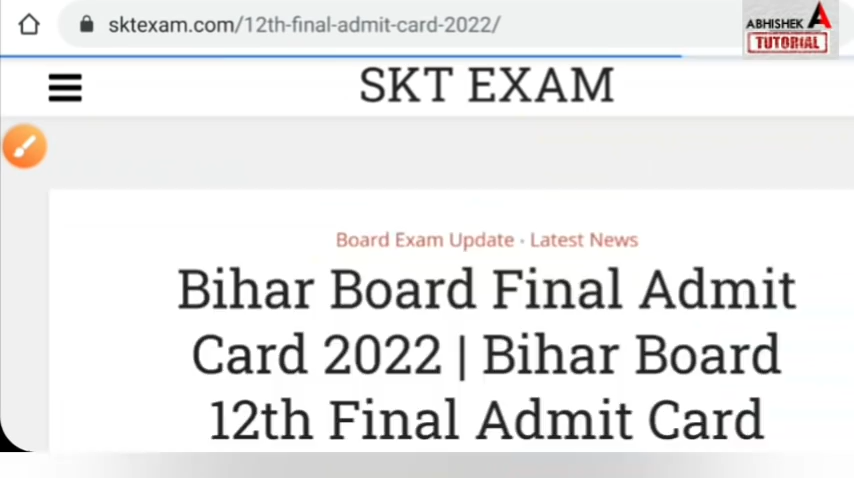 sktexam.com/12th-final-admit-card-2022/
ABHISHEK A
TUTORIAL
SKT EXAM
Board Exam Update · Latest News
Bihar Board Final Admit
Card 2022 | Bihar Board
12th Final Admit Card